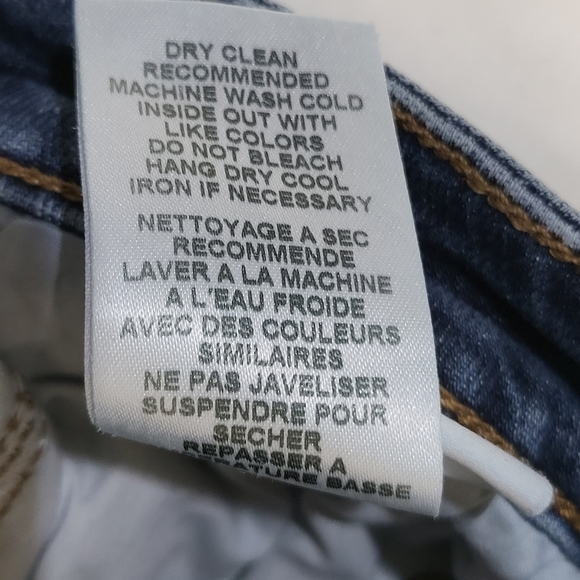 DRY CLEAN
RECOMMENDED
MACHINE WASH COLD
INSIDE OUT WITH
LIKE COLORS
DO NOT BLEACH
HANG DRY COOL
IRON IF NECESSARY
NETTOYAGE A SEC
RECOMMENDE
LAVER A LA MACHINE
A L'EAU FROIDE
AVEC DES COULEURS
SIMILAIRES
NE PAS JAVELISER
SUSPENDRE POUR
SECHER
REPASSER A
BASSE